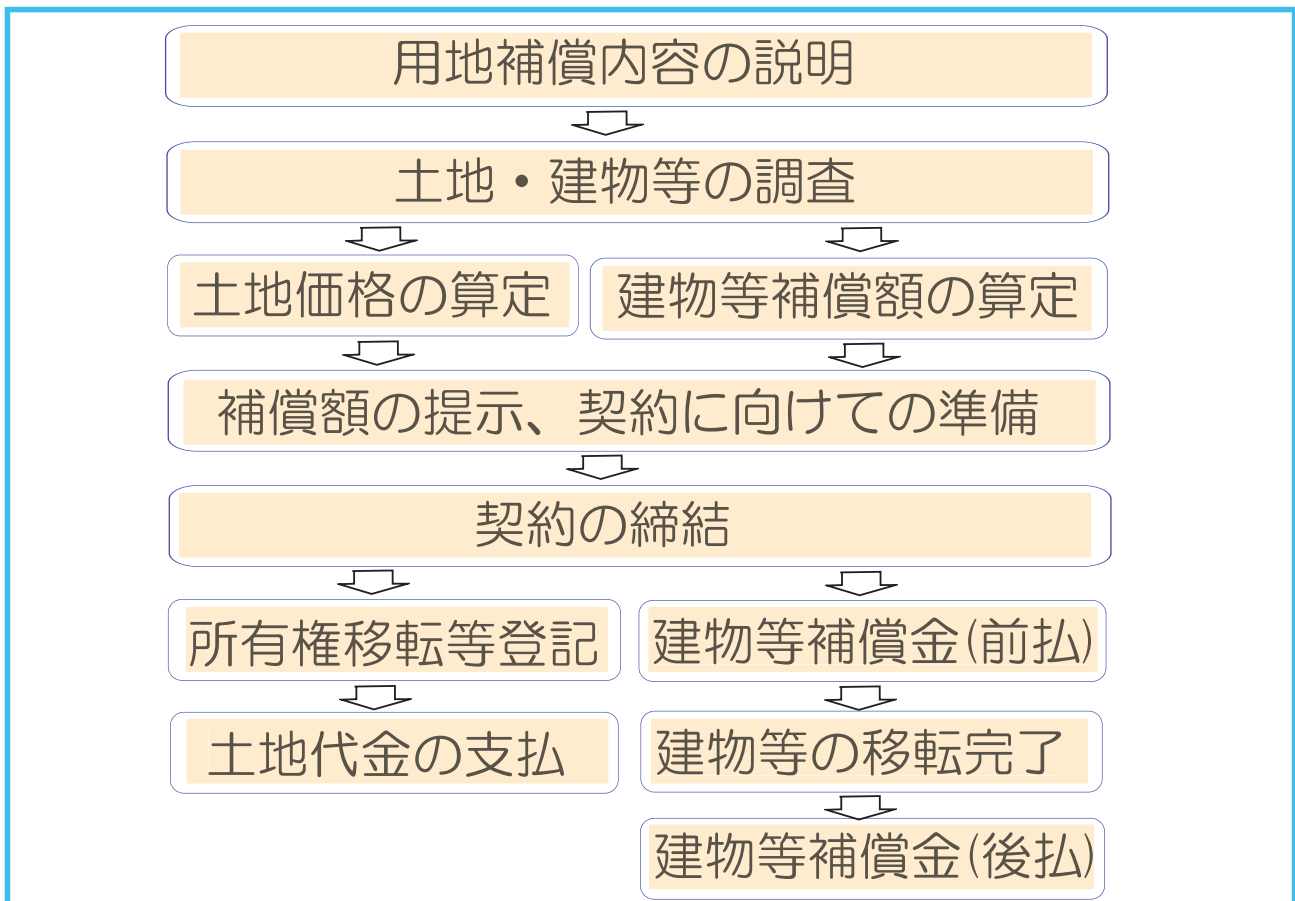 用地補償内容の説明
土地・建物等の調査
土地価格の算定
建物等補償額の算定
補償額の提示、契約に向けての準備
契約の締結
所有権移転等登記
建物等補償金(前払)
土地代金の支払
建物等の移転完了
建物等補償金(後払)